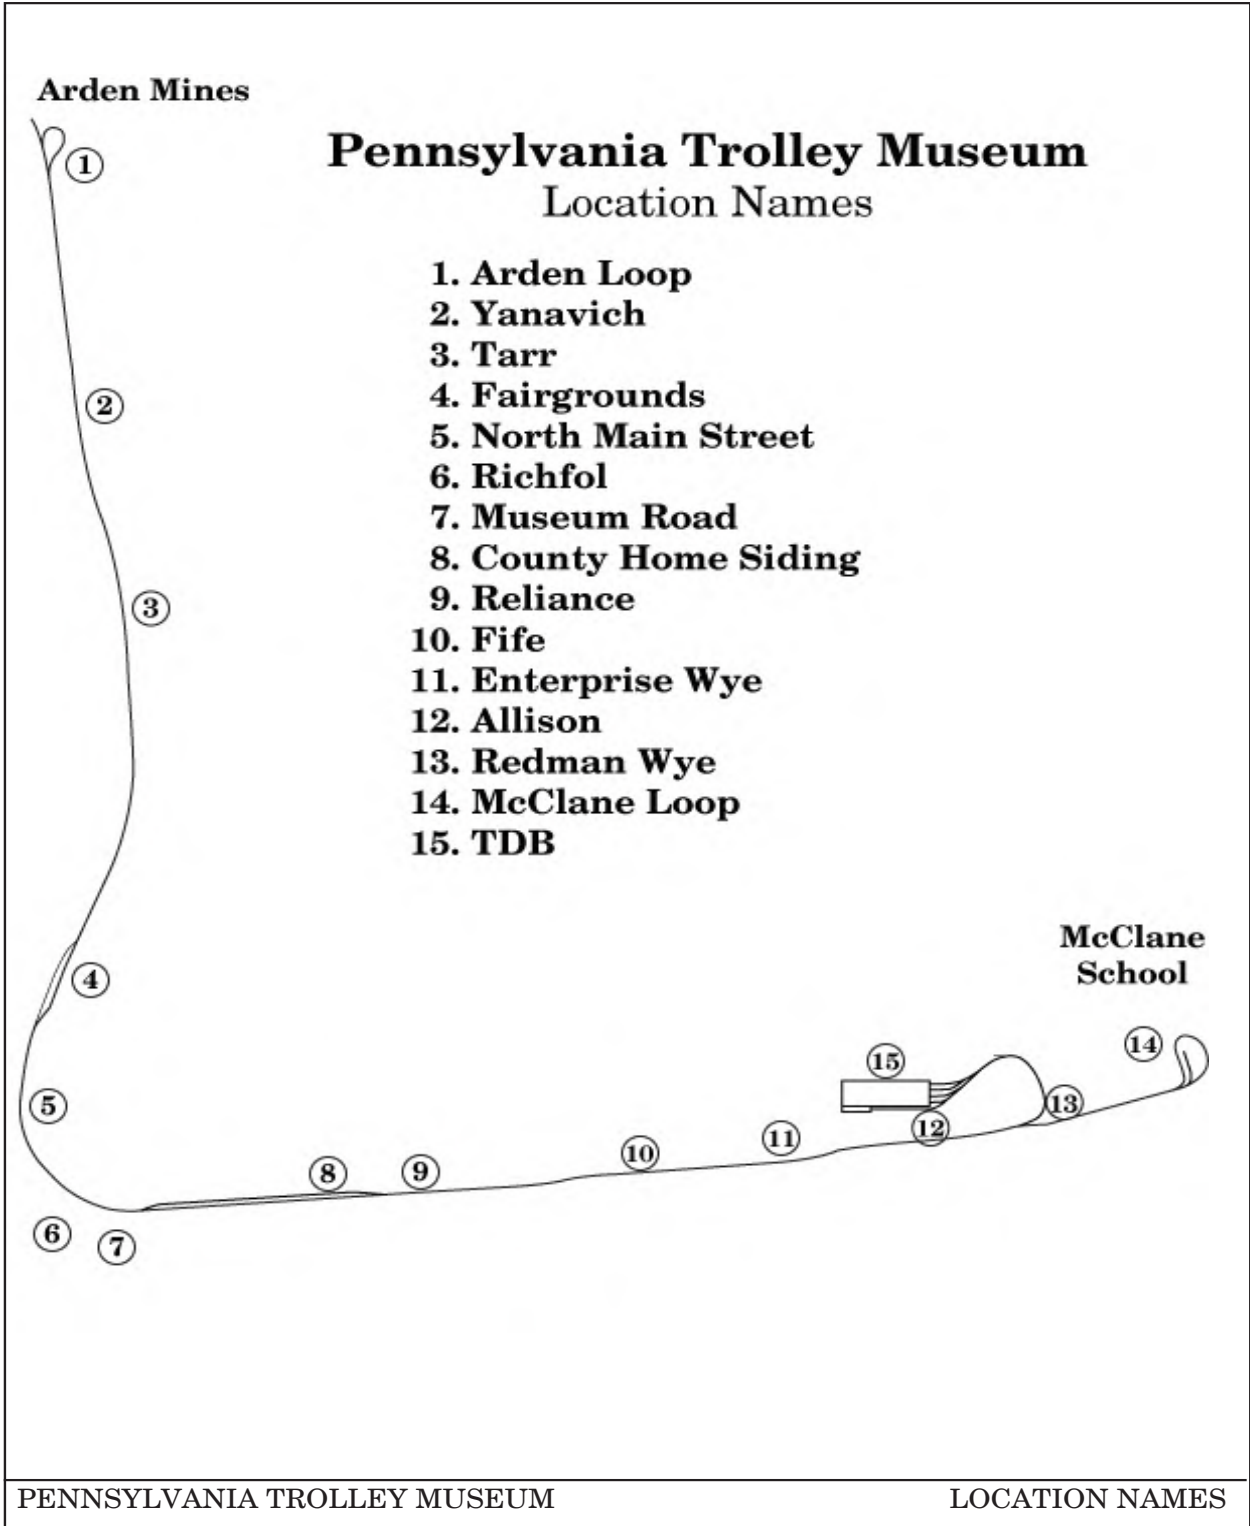 Arden Mines
Pennsylvania Trolley Museum
Location Names
1. Arden Loop
2. Yanavich
3. Tarr
4. Fairgrounds
5. North Main Street
6. Richfol
7. Museum Road
8. County Home Siding
9. Reliance
10. Fife
11. Enterprise Wye
12. Allison
13. Redman Wye
14. McClane Loop
15. TDB
1
2
3
4
5
6
7
8
9
10
11
12
13
14
15
McClane
School
PENNSYLVANIA TROLLEY MUSEUM
LOCATION NAMES